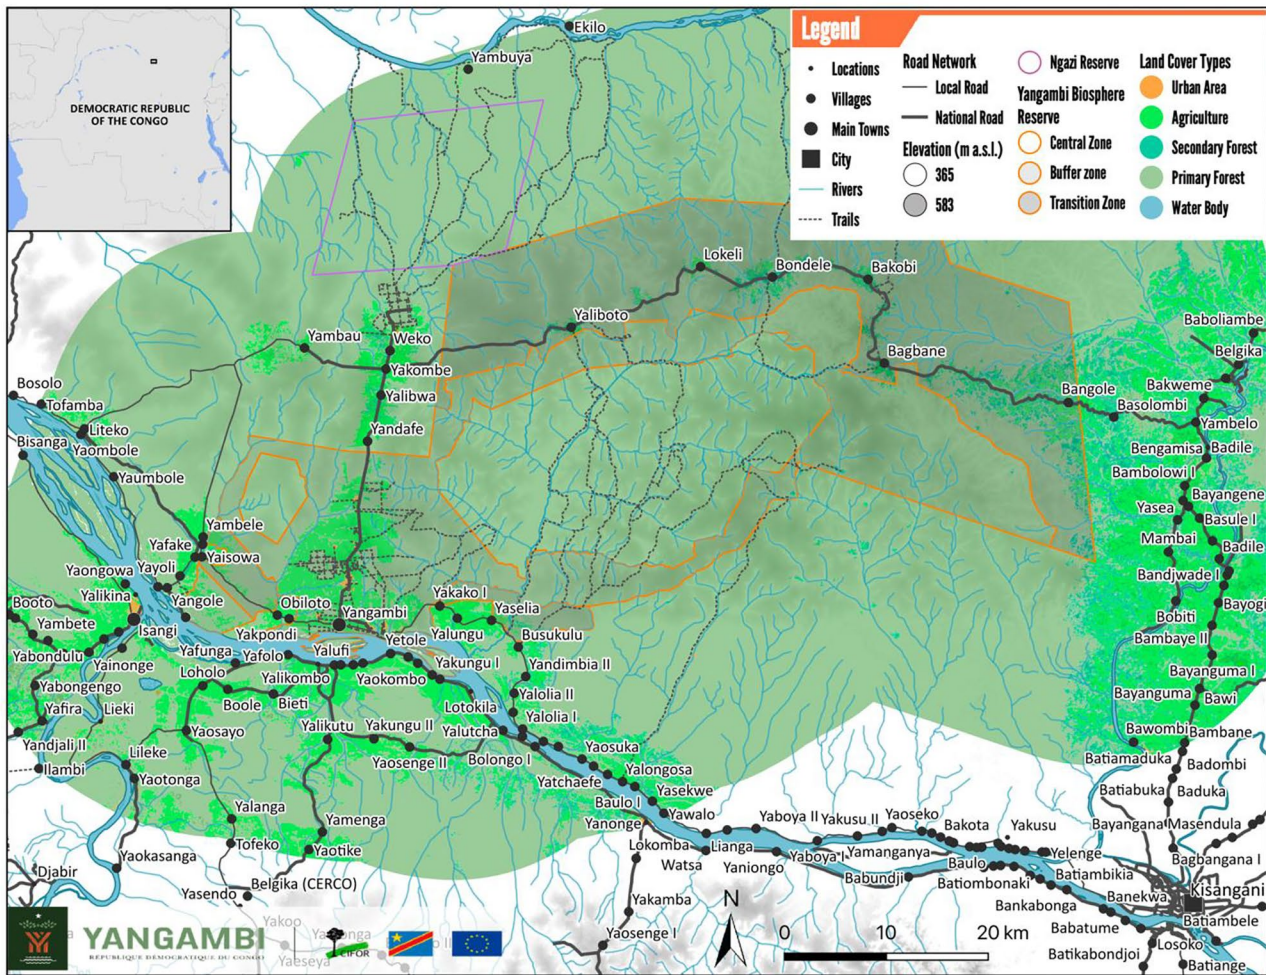 DEMOCRATIC REPUBLIC
OF THE CONGO
Legend
Locations
Villages
Main Towns
City
Rivers
Trails
Road Network
Local Road
National Road
Elevation (m a.s.l.)
365
583
Ngazi Reserve
Yangambi Biosphere
Reserve
Central Zone
Buffer zone
Transition Zone
Land Cover Types
Urban Area
Agriculture
Secondary Forest
Primary Forest
Water Body
Ekilo
Yambuya
Lokeli
Bondele
Bakobi
Yaliboto
Yambau
Weko
Baboliambe
Belgika
Bagbane
Yakombe
Bakweme
Bosolo
Tofamba
Yalibwa
Bangole
Basolombi
Yambelo
Liteko
Yandafe
Bisanga
Yaombole
Bengamisa
Badile
Yaumbole
Bambolowi I
Bayangene
Yasea
Basule I
Yambele
Mambai
Badile
Yafake
Yaisowa
Yayoli
Bandjwade I
Yaongowa
Yalikina
Yangole
Yakako I
Yaselia
Bayogi
Booto
Obiloto
Yangambi
Bobiti
Yambete
Isangi
Yakpondi
Yetole
Yalungu
Busukulu
Bambaye II
Yabondulu
Yainonge
Yafunga
Yafolo
Yalufi
Yakungu I
Yandimbia II
Bayanguma I
Yabongengo
Loholo
Yalikombo
Yaokombo
Yafira
Lieki
Boole
Bieti
Lotokila
Yalolia II
Bayanguma
Bawi
Yandjali II
Yaosayo
Yalikutu
Yakungu II
Yalutcha
Yalolia I
Bawombi
Bambane
Ilambi
Lileke
Yaosenge II
Bolongo I
Yaosuka
Batiamaduka
Badombi
Yaotonga
Yatchaefe
Yalongosa
Batiabuka
Baduka
Yalanga
Yasekwe
Baulo I
Yamenga
Yanonge
Yawalo
Yaboya II
Yakusu II
Yaoseko
Bakota
Yakusu
Bayangana
Masendula
Tofeko
Yaotike
Lokomba
Lianga
Yaokasanga
Watsa
Yaniongo
Yaboya I
Yamanganya
Baulo
Yelenge
Bagbangana I
Djabir
Babundji
Batiombonaki
Batiambikia
Yasendo
Belgika (CERCO)
Yakamba
Bankabonga
Banekwa
Kisangani
Batiambele
Yakoo
Yaosenge I
Babatume
Losoko
Yaeseya
Batikabondjoi
Batiange
N
0
10
20 km
YANGAMBI
RÉPUBLIQUE DÉMOCRATIQUE DU CONGO
CIFOR